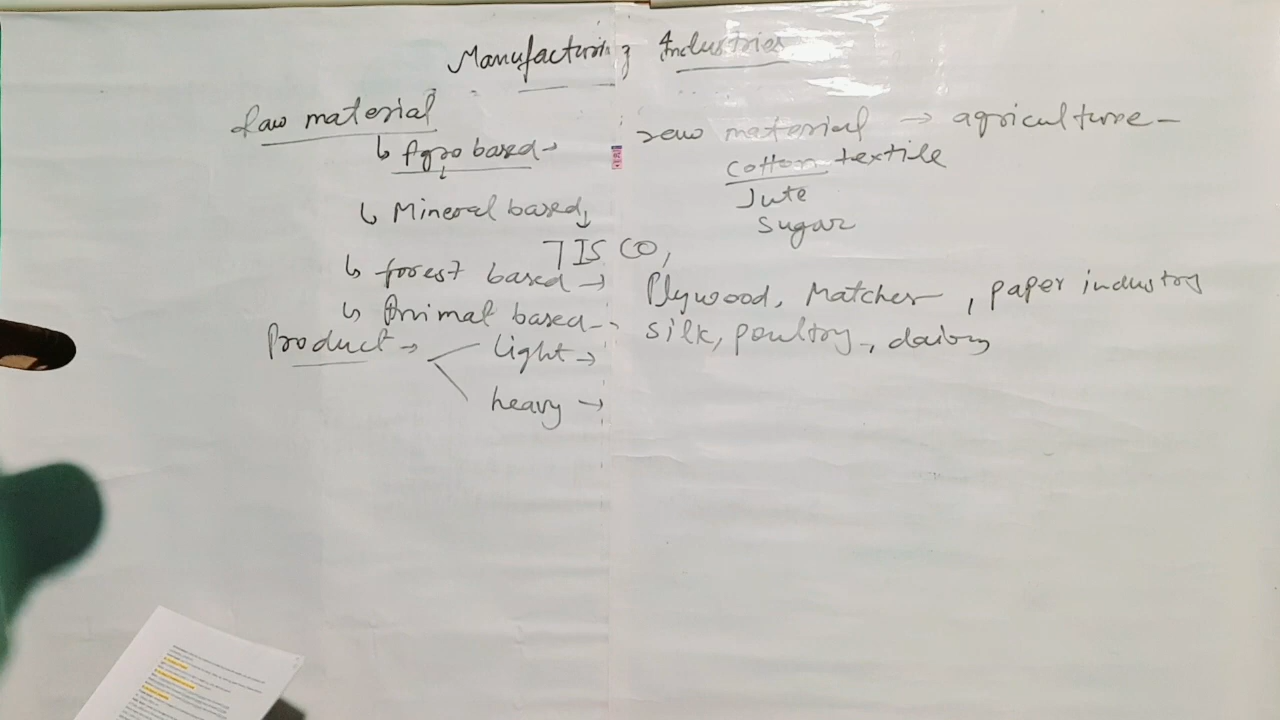 Manufacturing Industries
Raw material
↳ Agro based → raw material → agriculture -
cotton textile
Jute
↳ Mineral based↓
Sugar
TISCO,
↳ forest based → Plywood, Matches, paper industry
↳ Animal based → silk, poultry, dairy
Product → light →
heavy →